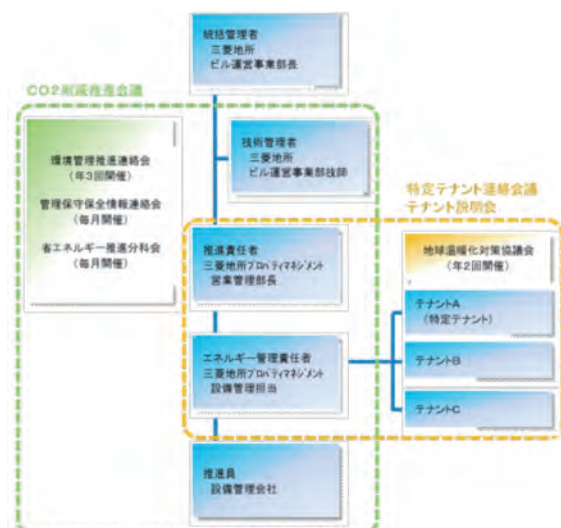 統括管理者
三菱地所
ビル運営事業部長
CO2削減推進会議
環境管理推進連絡会
(年3回開催)
管理保守保全情報連絡会
(毎月開催)
省エネルギー推進分科会
(毎月開催)
技術管理者
三菱地所
ビル運営事業部技師
特定テナント連絡会議
テナント説明会
推進責任者
三菱地所プロパティマネジメント
営業管理部長
地球温暖化対策協議会
(年2回開催)
テナントA
(特定テナント)
エネルギー管理責任者
三菱地所プロパティマネジメント
設備管理担当
テナントB
テナントC
推進員
設備管理会社